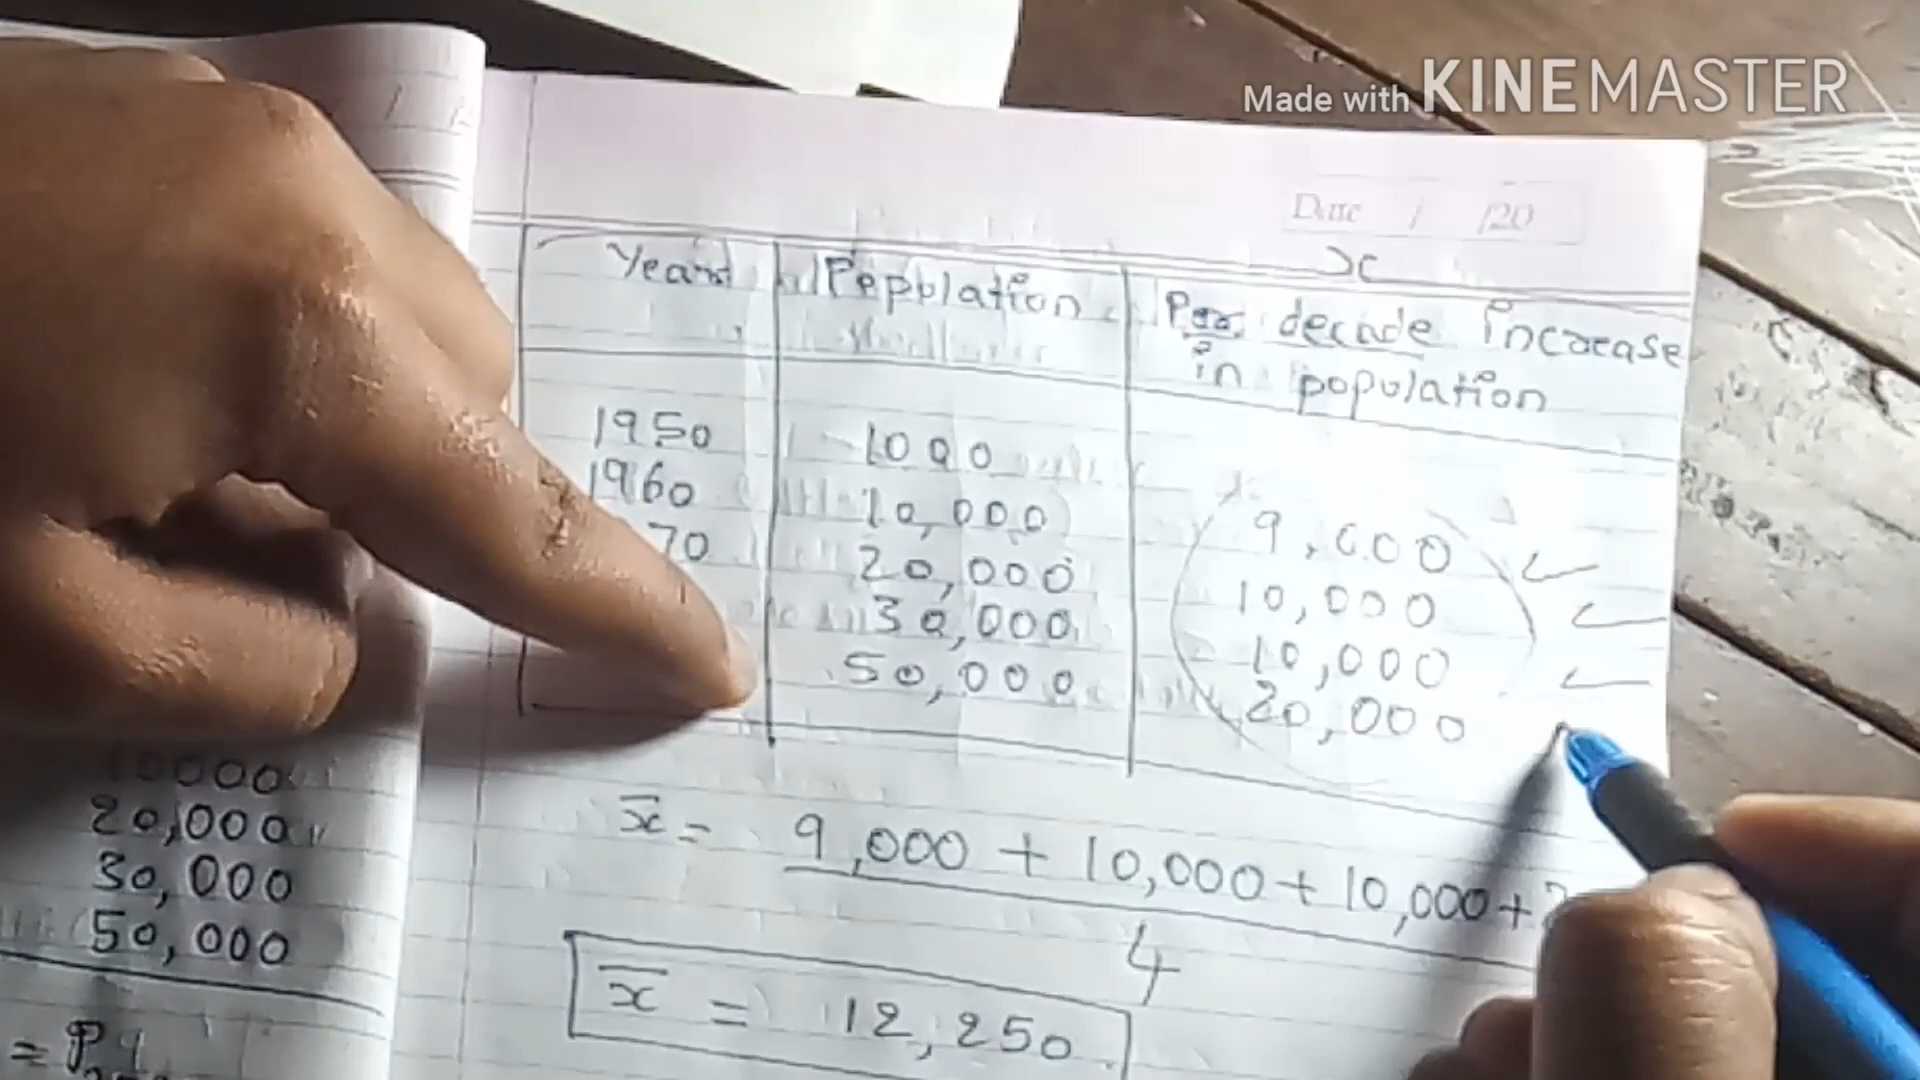 Made with KINEMASTER
Date / /20
x
Years Population Per decade increase
in population
1950 1000
1960 10,000 9,000
70 20,000 10,000
30,000 10,000
50,000 20,000
10000
20,000
30,000
50,000
x̄ = 9,000 + 10,000 + 10,000 +
4
x̄ = 12,250
= P